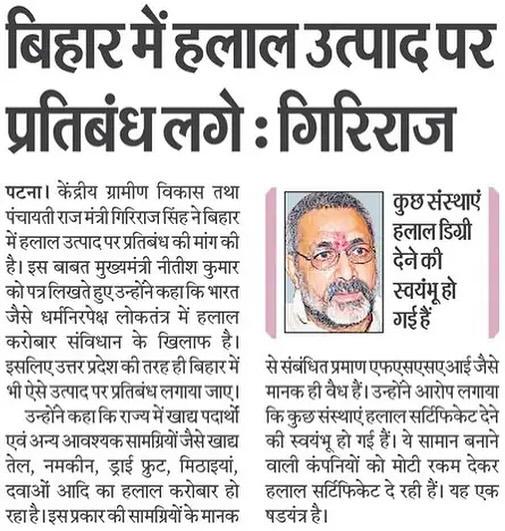 बिहार में हलाल उत्पाद पर
प्रतिबंध लगे : गिरिराज
पटना। केंद्रीय ग्रामीण विकास तथा
पंचायती राज मंत्री गिरिराज सिंह ने बिहार
में हलाल उत्पाद पर प्रतिबंध की मांग की
है। इस बाबत मुख्यमंत्री नीतीश कुमार
को पत्र लिखते हुए उन्होंने कहा कि भारत
जैसे धर्मनिरपेक्ष लोकतंत्र में हलाल
करोबार संविधान के खिलाफ है।
इसलिए उत्तर प्रदेश की तरह ही बिहार में
भी ऐसे उत्पाद पर प्रतिबंध लगाया जाए।
उन्होंने कहा कि राज्य में खाद्य पदार्थो
एवं अन्य आवश्यक सामग्रियों जैसे खाद्य
तेल, नमकीन, ड्राई फ्रुट, मिठाइयां,
दवाओं आदि का हलाल करोबार हो
रहा है। इस प्रकार की सामग्रियों के मानक
कुछ संस्थाएं
हलाल डिग्री
देने की
स्वयंभू हो
गई हैं
से संबंधित प्रमाण एफएसएसएआई जैसे
मानक ही वैध हैं। उन्होंने आरोप लगाया
कि कुछ संस्थाएं हलाल सर्टिफिकेट देने
की स्वयंभू हो गई हैं। ये सामान बनाने
वाली कंपनियों को मोटी रकम देकर
हलाल सर्टिफिकेट दे रही हैं। यह एक
षडयंत्र है।